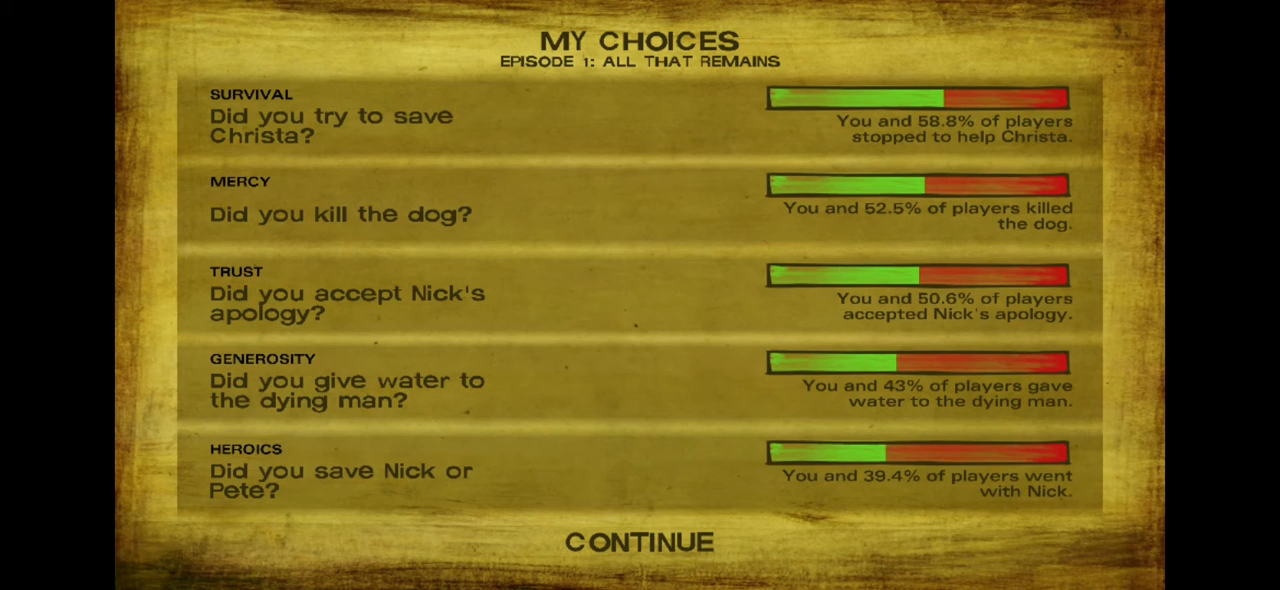 MY CHOICES
EPISODE 1: ALL THAT REMAINS
SURVIVAL
Did you try to save
Christa?
You and 58.8% of players
stopped to help Christa.
MERCY
Did you kill the dog?
You and 52.5% of players killed
the dog.
TRUST
Did you accept Nick's
apology?
You and 50.6% of players
accepted Nick's apology.
GENEROSITY
Did you give water to
the dying man?
You and 43% of players gave
water to the dying man.
HEROICS
Did you save Nick or
Pete?
You and 39.4% of players went
with Nick.
CONTINUE